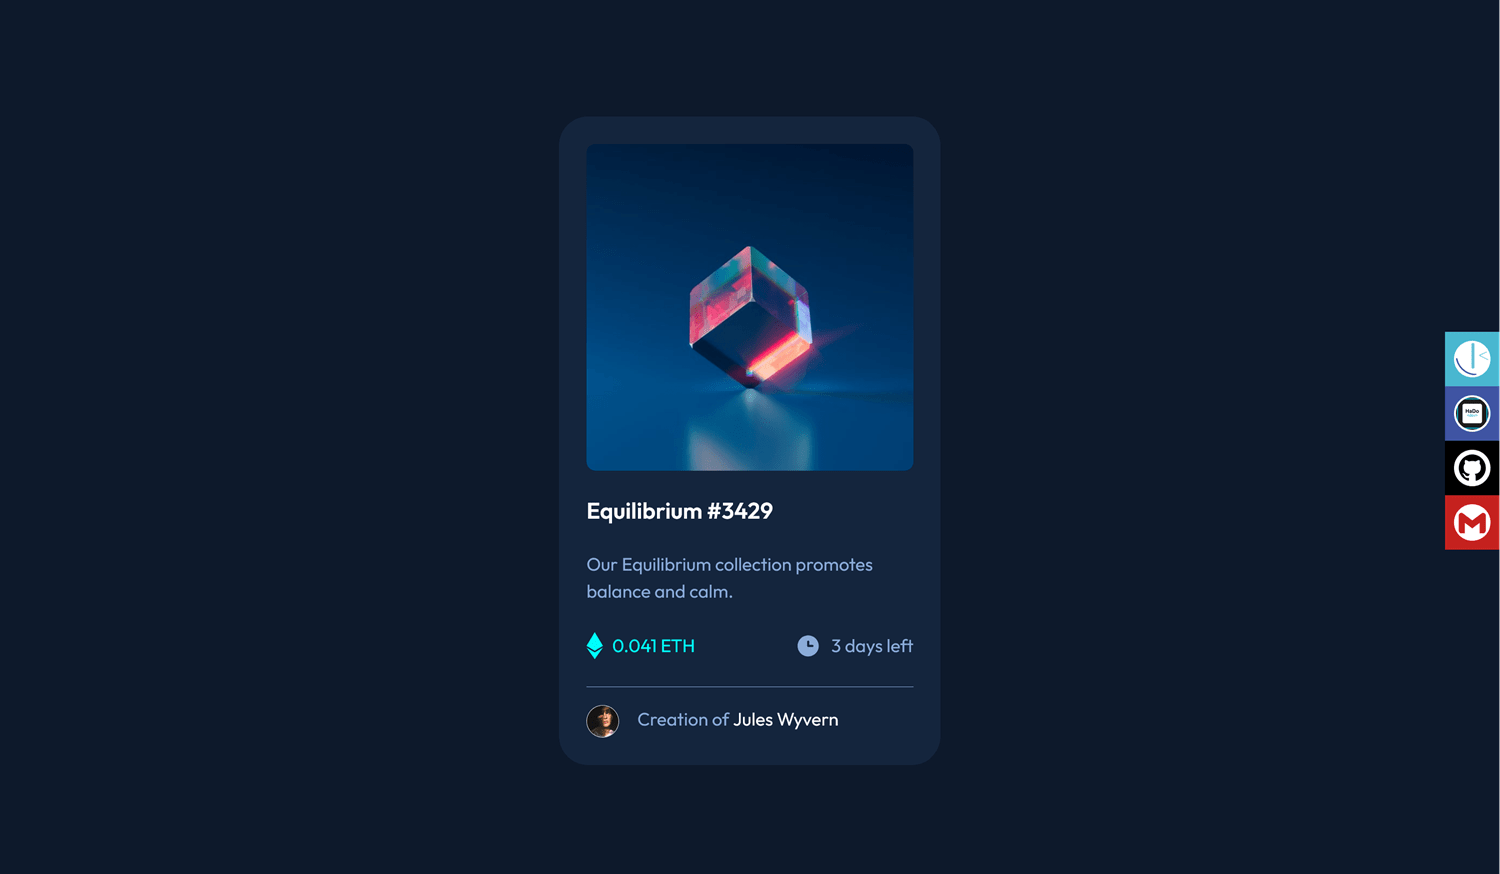 Equilibrium #3429
Our Equilibrium collection promotes
balance and calm.
0.041 ETH
3 days left
Creation of Jules Wyvern
HaDo